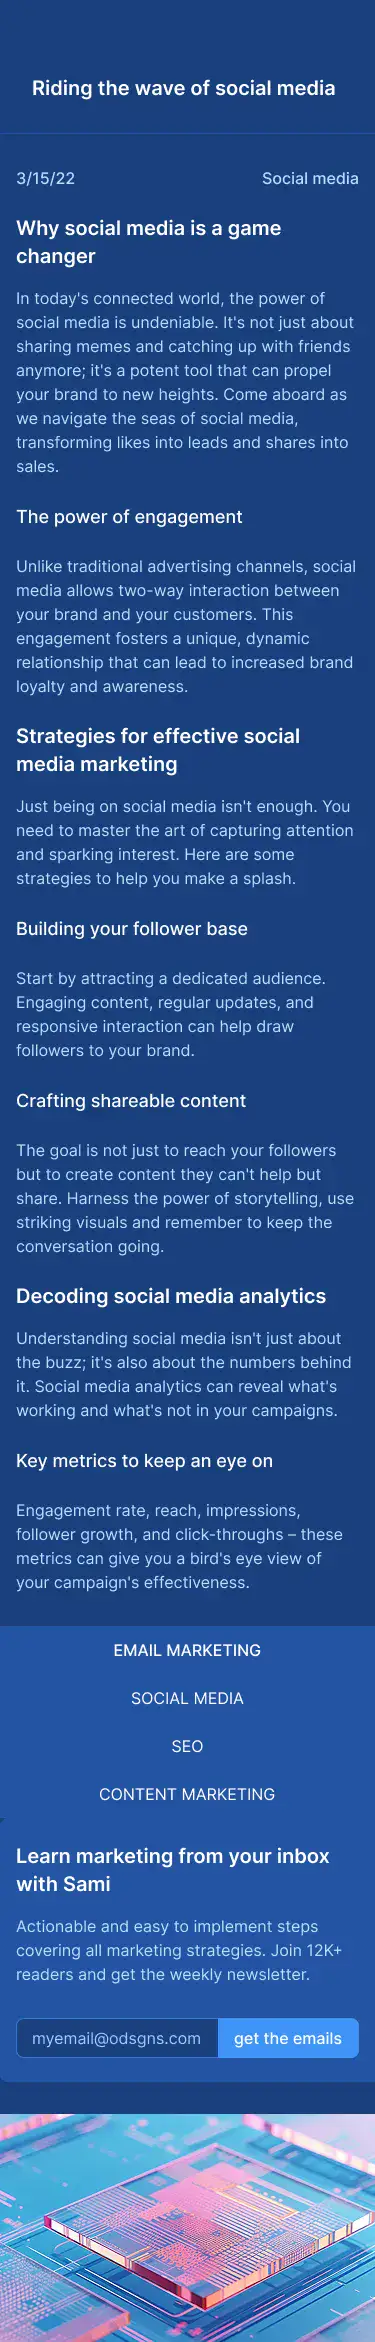 Riding the wave of social media
3/15/22
Social media
Why social media is a game
changer
In today's connected world, the power of
social media is undeniable. It's not just about
sharing memes and catching up with friends
anymore; it's a potent tool that can propel
your brand to new heights. Come aboard as
we navigate the seas of social media,
transforming likes into leads and shares into
sales.
The power of engagement
Unlike traditional advertising channels, social
media allows two-way interaction between
your brand and your customers. This
engagement fosters a unique, dynamic
relationship that can lead to increased brand
loyalty and awareness.
Strategies for effective social
media marketing
Just being on social media isn't enough. You
need to master the art of capturing attention
and sparking interest. Here are some
strategies to help you make a splash.
Building your follower base
Start by attracting a dedicated audience.
Engaging content, regular updates, and
responsive interaction can help draw
followers to your brand.
Crafting shareable content
The goal is not just to reach your followers
but to create content they can't help but
share. Harness the power of storytelling, use
striking visuals and remember to keep the
conversation going.
Decoding social media analytics
Understanding social media isn't just about
the buzz; it's also about the numbers behind
it. Social media analytics can reveal what's
working and what's not in your campaigns.
Key metrics to keep an eye on
Engagement rate, reach, impressions,
follower growth, and click-throughs – these
metrics can give you a bird's eye view of
your campaign's effectiveness.
EMAIL MARKETING
SOCIAL MEDIA
SEO
CONTENT MARKETING
Learn marketing from your inbox
with Sami
Actionable and easy to implement steps
covering all marketing strategies. Join 12K+
readers and get the weekly newsletter.
myemail@odsgns.com
get the emails